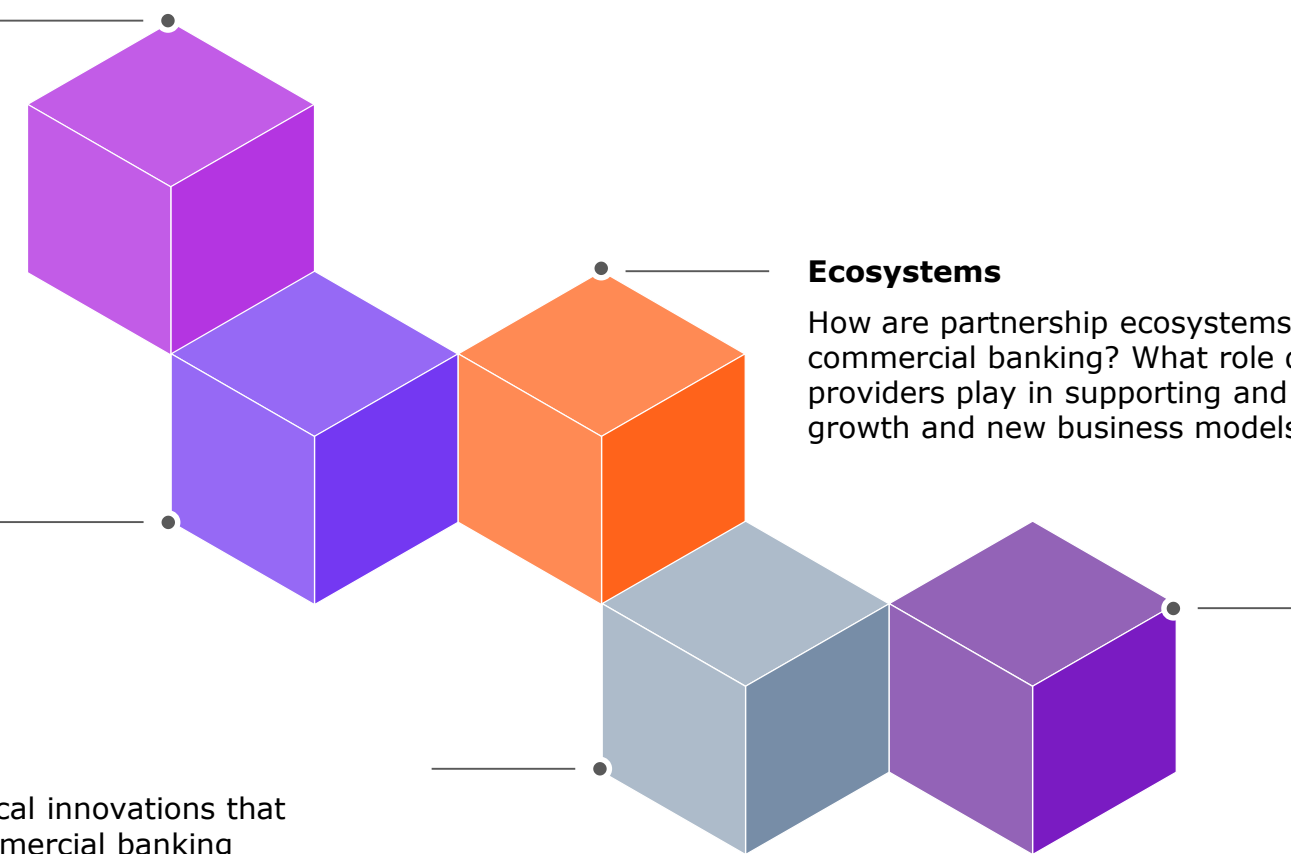 Ecosystems
How are partnership ecosystems
commercial banking? What role
providers play in supporting and
growth and new business models
cal innovations that
mercial banking